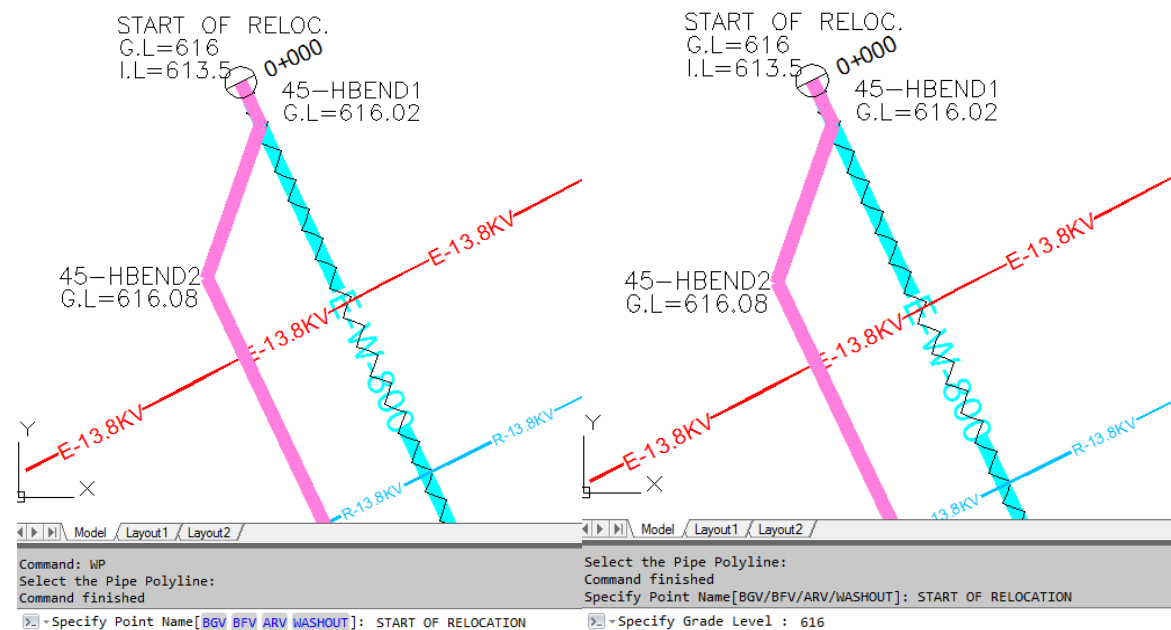 START OF RELOC.
G.L=616
I.L=613.5
0+000
45-HBEND1
G.L=616.02
E-13.8KV
45-HBEND2
G.L=616.08
E-13.8KV
E-W-800
E-13.8KV
R-13.8KV
R-13.8KV
Y
X
Model Layout1 Layout2
Command: WP
Select the Pipe Polyline:
Command finished
Specify Point Name[BGV BFV ARV WASHOUT]: START OF RELOCATION
START OF RELOC.
G.L=616
I.L=613.5
0+000
45-HBEND1
G.L=616.02
E-13.8KV
45-HBEND2
G.L=616.08
E-13.8KV
E-W-800
E-13.8KV
R-13.8KV
13.8KV
Y
X
Model Layout1 Layout2
Select the Pipe Polyline:
Command finished
Specify Point Name[BGV/BFV/ARV/WASHOUT]: START OF RELOCATION
Specify Grade Level : 616